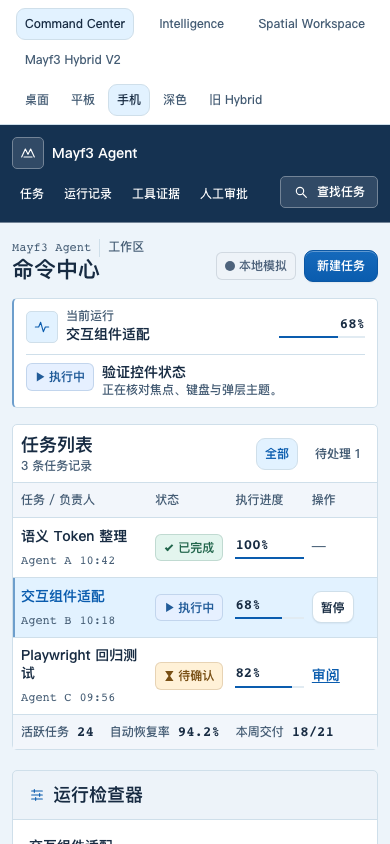 Command Center Intelligence Spatial Workspace
Mayf3 Hybrid V2
桌面 平板 手机 深色 旧 Hybrid
Mayf3 Agent
任务 运行记录 工具证据 人工审批 查找任务
Mayf3 Agent 工作区
命令中心 本地模拟 新建任务
当前运行
交互组件适配 68%
执行中 验证控件状态
正在核对焦点、键盘与弹层主题。
任务列表
3 条任务记录 全部 待处理 1
任务 / 负责人 状态 执行进度 操作
语义 Token 整理
Agent A 10:42 已完成 100% —
交互组件适配
Agent B 10:18 执行中 68% 暂停
Playwright 回归测
试
Agent C 09:56 待确认 82% 审阅
活跃任务 24 自动恢复率 94.2% 本周交付 18/21
运行检查器
交互组件适配